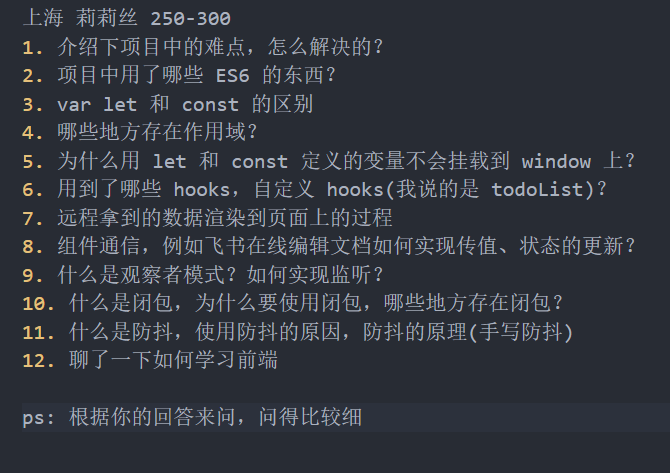 上海 莉莉丝 250-300
1. 介绍下项目中的难点，怎么解决的？
2. 项目中用了哪些 ES6 的东西？
3. var let 和 const 的区别
4. 哪些地方存在作用域？
5. 为什么用 let 和 const 定义的变量不会挂载到 window 上？
6. 用到了哪些 hooks，自定义 hooks(我说的是 todoList)？
7. 远程拿到的数据渲染到页面上的过程
8. 组件通信，例如飞书在线编辑文档如何实现传值、状态的更新？
9. 什么是观察者模式？如何实现监听？
10. 什么是闭包，为什么要使用闭包，哪些地方存在闭包？
11. 什么是防抖，使用防抖的原因，防抖的原理(手写防抖)
12. 聊了一下如何学习前端
ps: 根据你的回答来问，问得比较细